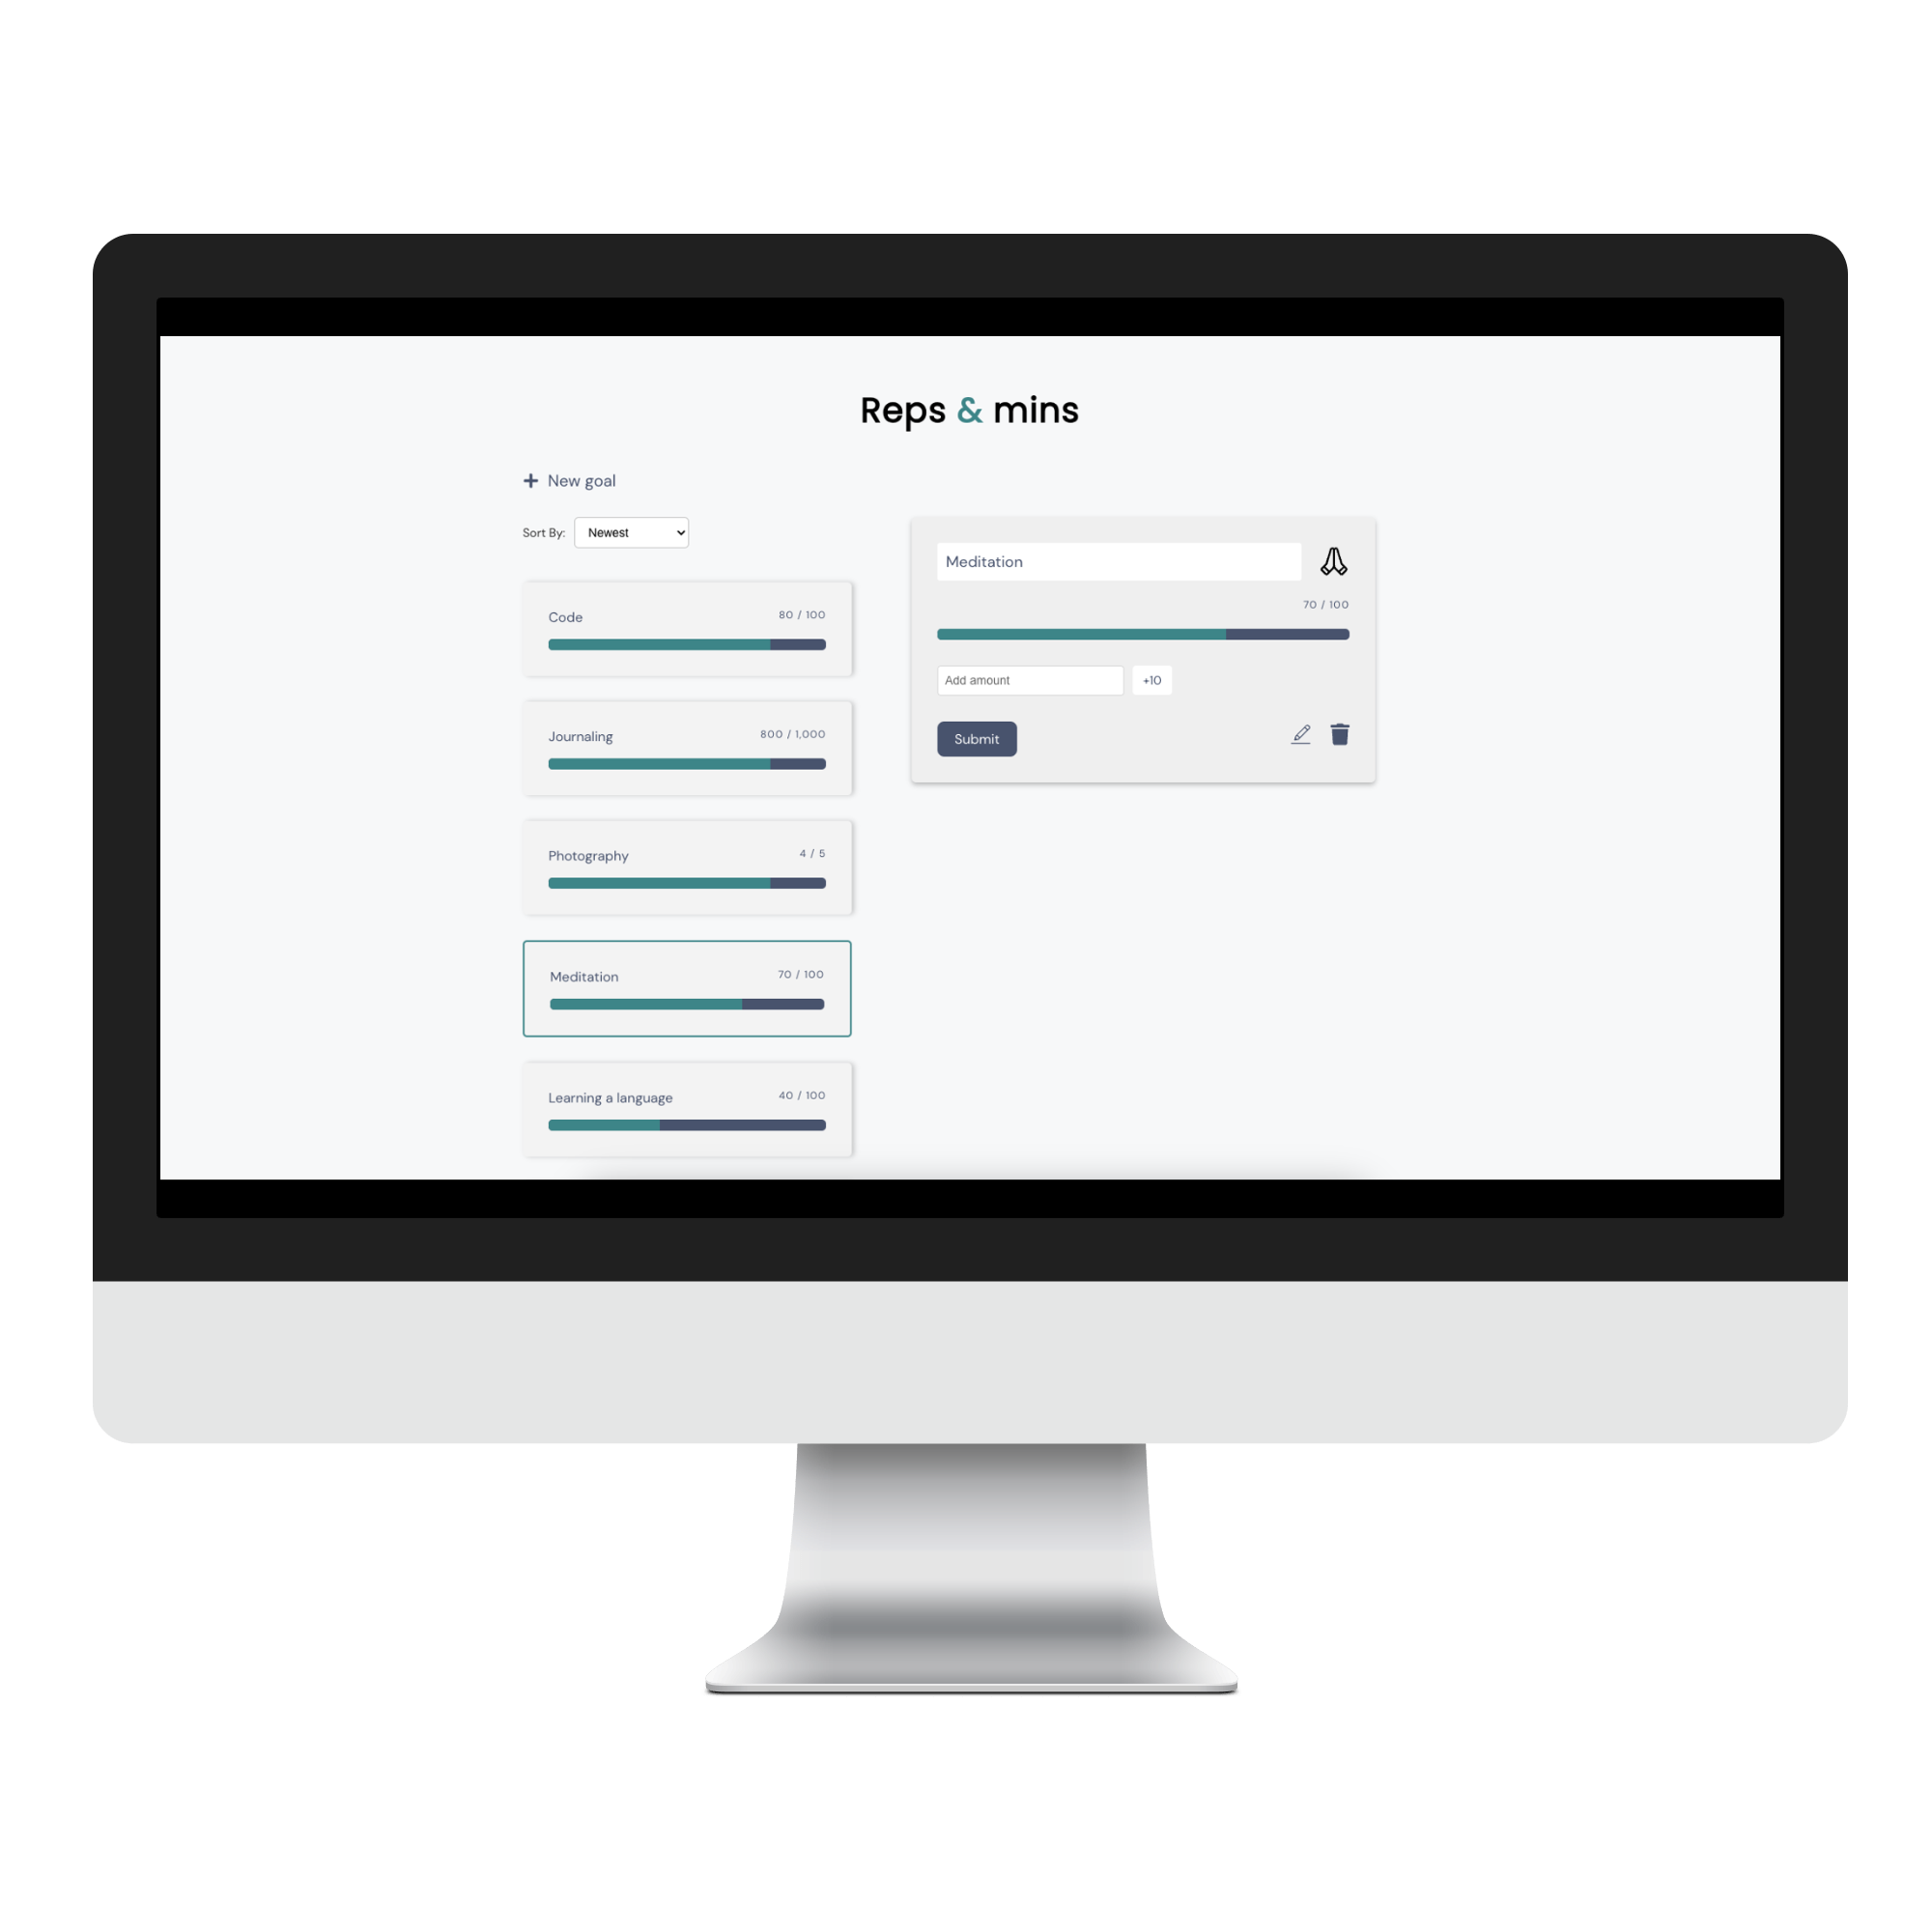 Reps & mins
New goal
Sort By: Newest
Code 80 / 100
Journaling 800 / 1,000
Photography 4 / 5
Meditation 70 / 100
Learning a language 40 / 100
Meditation
70 / 100
Add amount +10
Submit